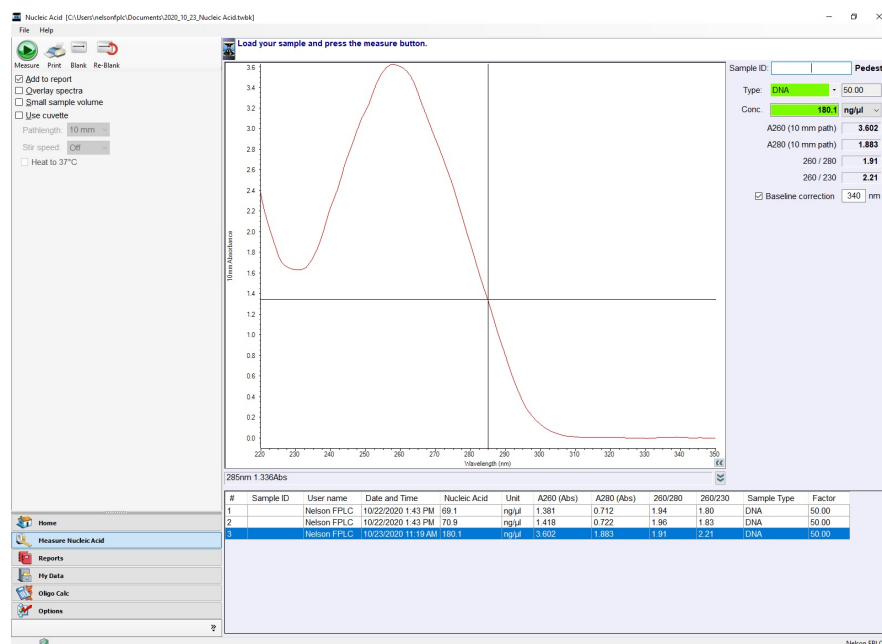 Nucleic Acid [C:\Users\nelsonfplc\Documents\2020_10_23_Nucleic Acid.twbk]
File Help
Measure Print Blank Re-Blank
Add to report
Overlay spectra
Small sample volume
Use cuvette
Pathlength: 10 mm
Stir speed: Off
Heat to 37°C
Home
Measure Nucleic Acid
Reports
My Data
Oligo Calc
Options
Load your sample and press the measure button.
10mm Absorbance
3.6
3.4
3.2
3.0
2.8
2.6
2.4
2.2
2.0
1.8
1.6
1.4
1.2
1.0
0.8
0.6
0.4
0.2
0.0
220 230 240 250 260 270 280 290 300 310 320 330 340 350
Wavelength (nm)
285nm 1.336Abs
Sample ID: Pedest
Type: DNA 50.00
Conc. 180.1 ng/µl
A260 (10 mm path) 3.602
A280 (10 mm path) 1.883
260 / 280 1.91
260 / 230 2.21
Baseline correction 340 nm
# Sample ID User name Date and Time Nucleic Acid Unit A260 (Abs) A280 (Abs) 260/280 260/230 Sample Type Factor
1 Nelson FPLC 10/22/2020 1:43 PM 69.1 ng/µl 1.381 0.712 1.94 1.80 DNA 50.00
2 Nelson FPLC 10/22/2020 1:43 PM 70.9 ng/µl 1.418 0.722 1.96 1.83 DNA 50.00
3 Nelson FPLC 10/23/2020 11:19 AM 180.1 ng/µl 3.602 1.883 1.91 2.21 DNA 50.00
Nelson FPLC